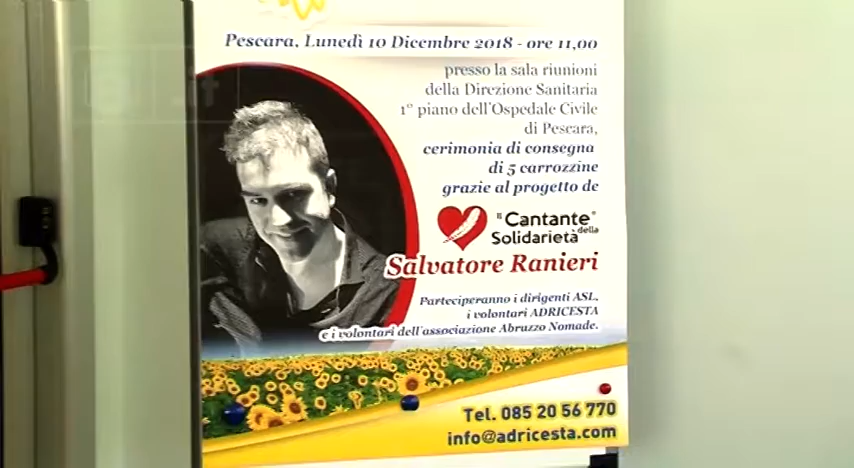 Pescara, Lunedì 10 Dicembre 2018 - ore 11,00
presso la sala riunioni
della Direzione Sanitaria
1° piano dell'Ospedale Civile
di Pescara,
cerimonia di consegna
di 5 carrozzine
grazie al progetto de
il Cantante®
della
Solidarietà
Salvatore Ranieri
Parteciperanno i dirigenti ASL,
i volontari ADRICESTA
e i volontari dell'associazione Abruzzo Nomade.
Tel. 085 20 56 770
info@adricesta.com